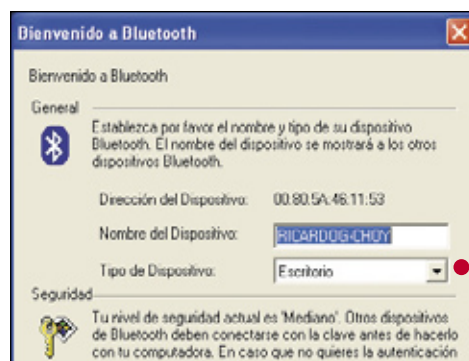 Bienvenido a Bluetooth
Bienvenido a Bluetooth
General
Establezca por favor el nombre y tipo de su dispositivo
Bluetooth. El nombre del dispositivo se mostrará a los otros
dispositivos Bluetooth.
Dirección del Dispositivo: 00:80:5A:46:11:53
Nombre del Dispositivo: RICARDOG-CHOY
Tipo de Dispositivo: Escritorio
Seguridad
Tu nivel de seguridad actual es 'Mediano'. Otros dispositivos
de Bluetooth deben conectarse con la clave antes de hacerlo
con tu computadora. En caso que no quieres la autenticación